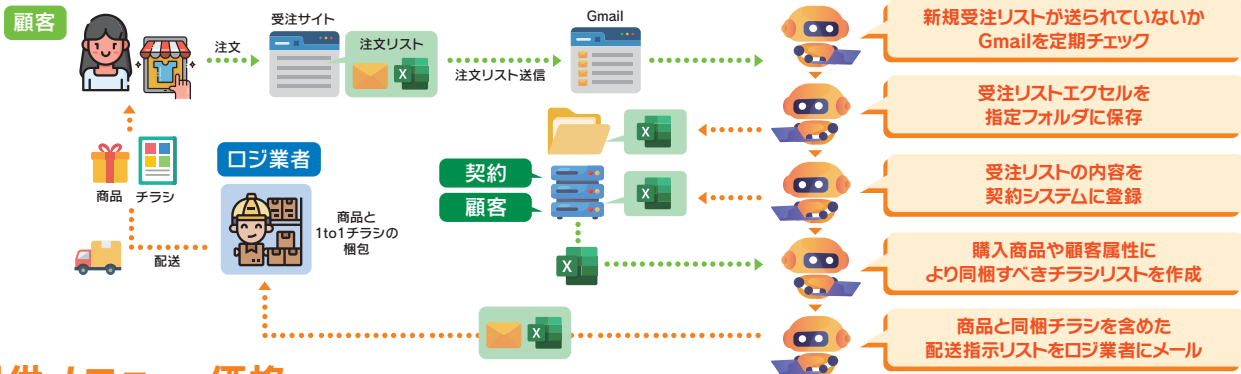 顧客
注文
受注サイト
注文リスト
注文リスト送信
Gmail
新規受注リストが送られていないか
Gmailを定期チェック
受注リストエクセルを
指定フォルダに保存
受注リストの内容を
契約システムに登録
購入商品や顧客属性に
より同梱すべきチラシリストを作成
商品と同梱チラシを含めた
配送指示リストをロジ業者にメール
契約
顧客
ロジ業者
商品と
1to1チラシの
梱包
商品 チラシ
配送